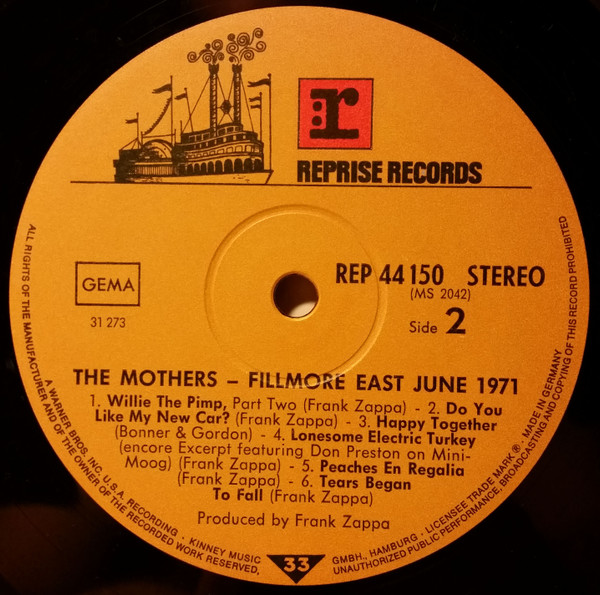 r
REPRISE RECORDS
GEMA
31 273
REP 44 150 STEREO
(MS 2042)
Side 2
THE MOTHERS – FILLMORE EAST JUNE 1971
1. Willie The Pimp, Part Two (Frank Zappa) - 2. Do You
Like My New Car? (Frank Zappa) - 3. Happy Together
(Bonner & Gordon) - 4. Lonesome Electric Turkey
(encore Excerpt featuring Don Preston on Mini-
Moog) (Frank Zappa) - 5. Peaches En Regalia
(Frank Zappa) - 6. Tears Began
To Fall (Frank Zappa)
Produced by Frank Zappa
33
ALL RIGHTS OF THE MANUFACTURER AND OF THE OWNER OF THE RECORDED WORK RESERVED,
UNAUTHORIZED PUBLIC PERFORMANCE, BROADCASTING AND COPYING OF THIS RECORD PROHIBITED
A WARNER BROS. INC. U.S.A. RECORDING · KINNEY MUSIC
GMBH., HAMBURG · LICENSEE TRADE MARK ® · MADE IN GERMANY